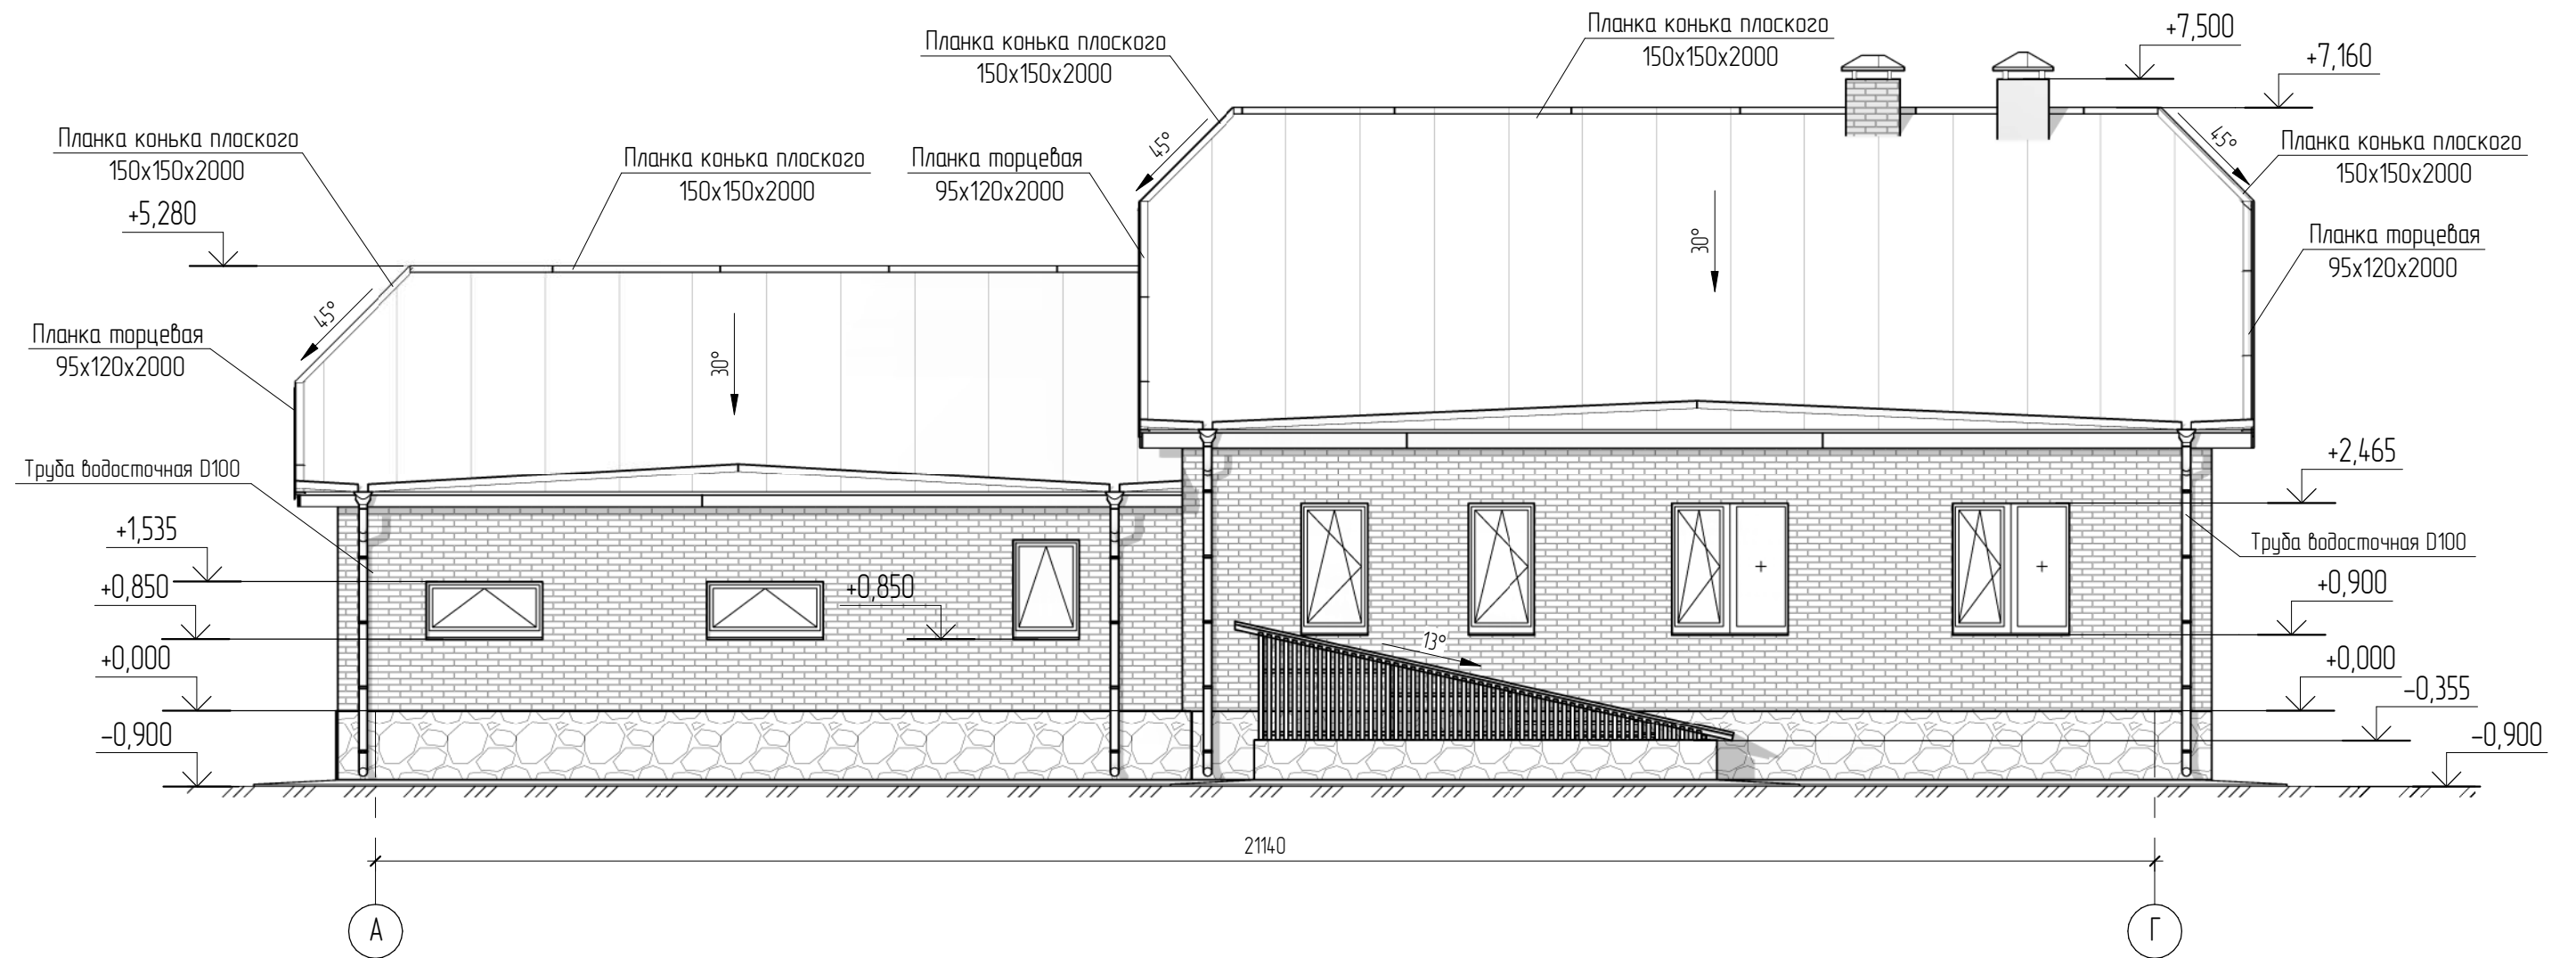 Планка конька плоского
150х150х2000
+7,500
+7,160
Планка конька плоского
150х150х2000
Планка конька плоского
150х150х2000
45°
45°
Планка конька плоского
150х150х2000
Планка конька плоского
150х150х2000
Планка торцевая
95х120х2000
+5,280
30°
Планка торцевая
95х120х2000
45°
Планка торцевая
95х120х2000
30°
Труба водосточная D100
+2,465
+1,535
Труба водосточная D100
+0,850
+0,850
+0,900
13°
+0,000
+0,000
-0,355
-0,900
-0,900
21140
А
Г